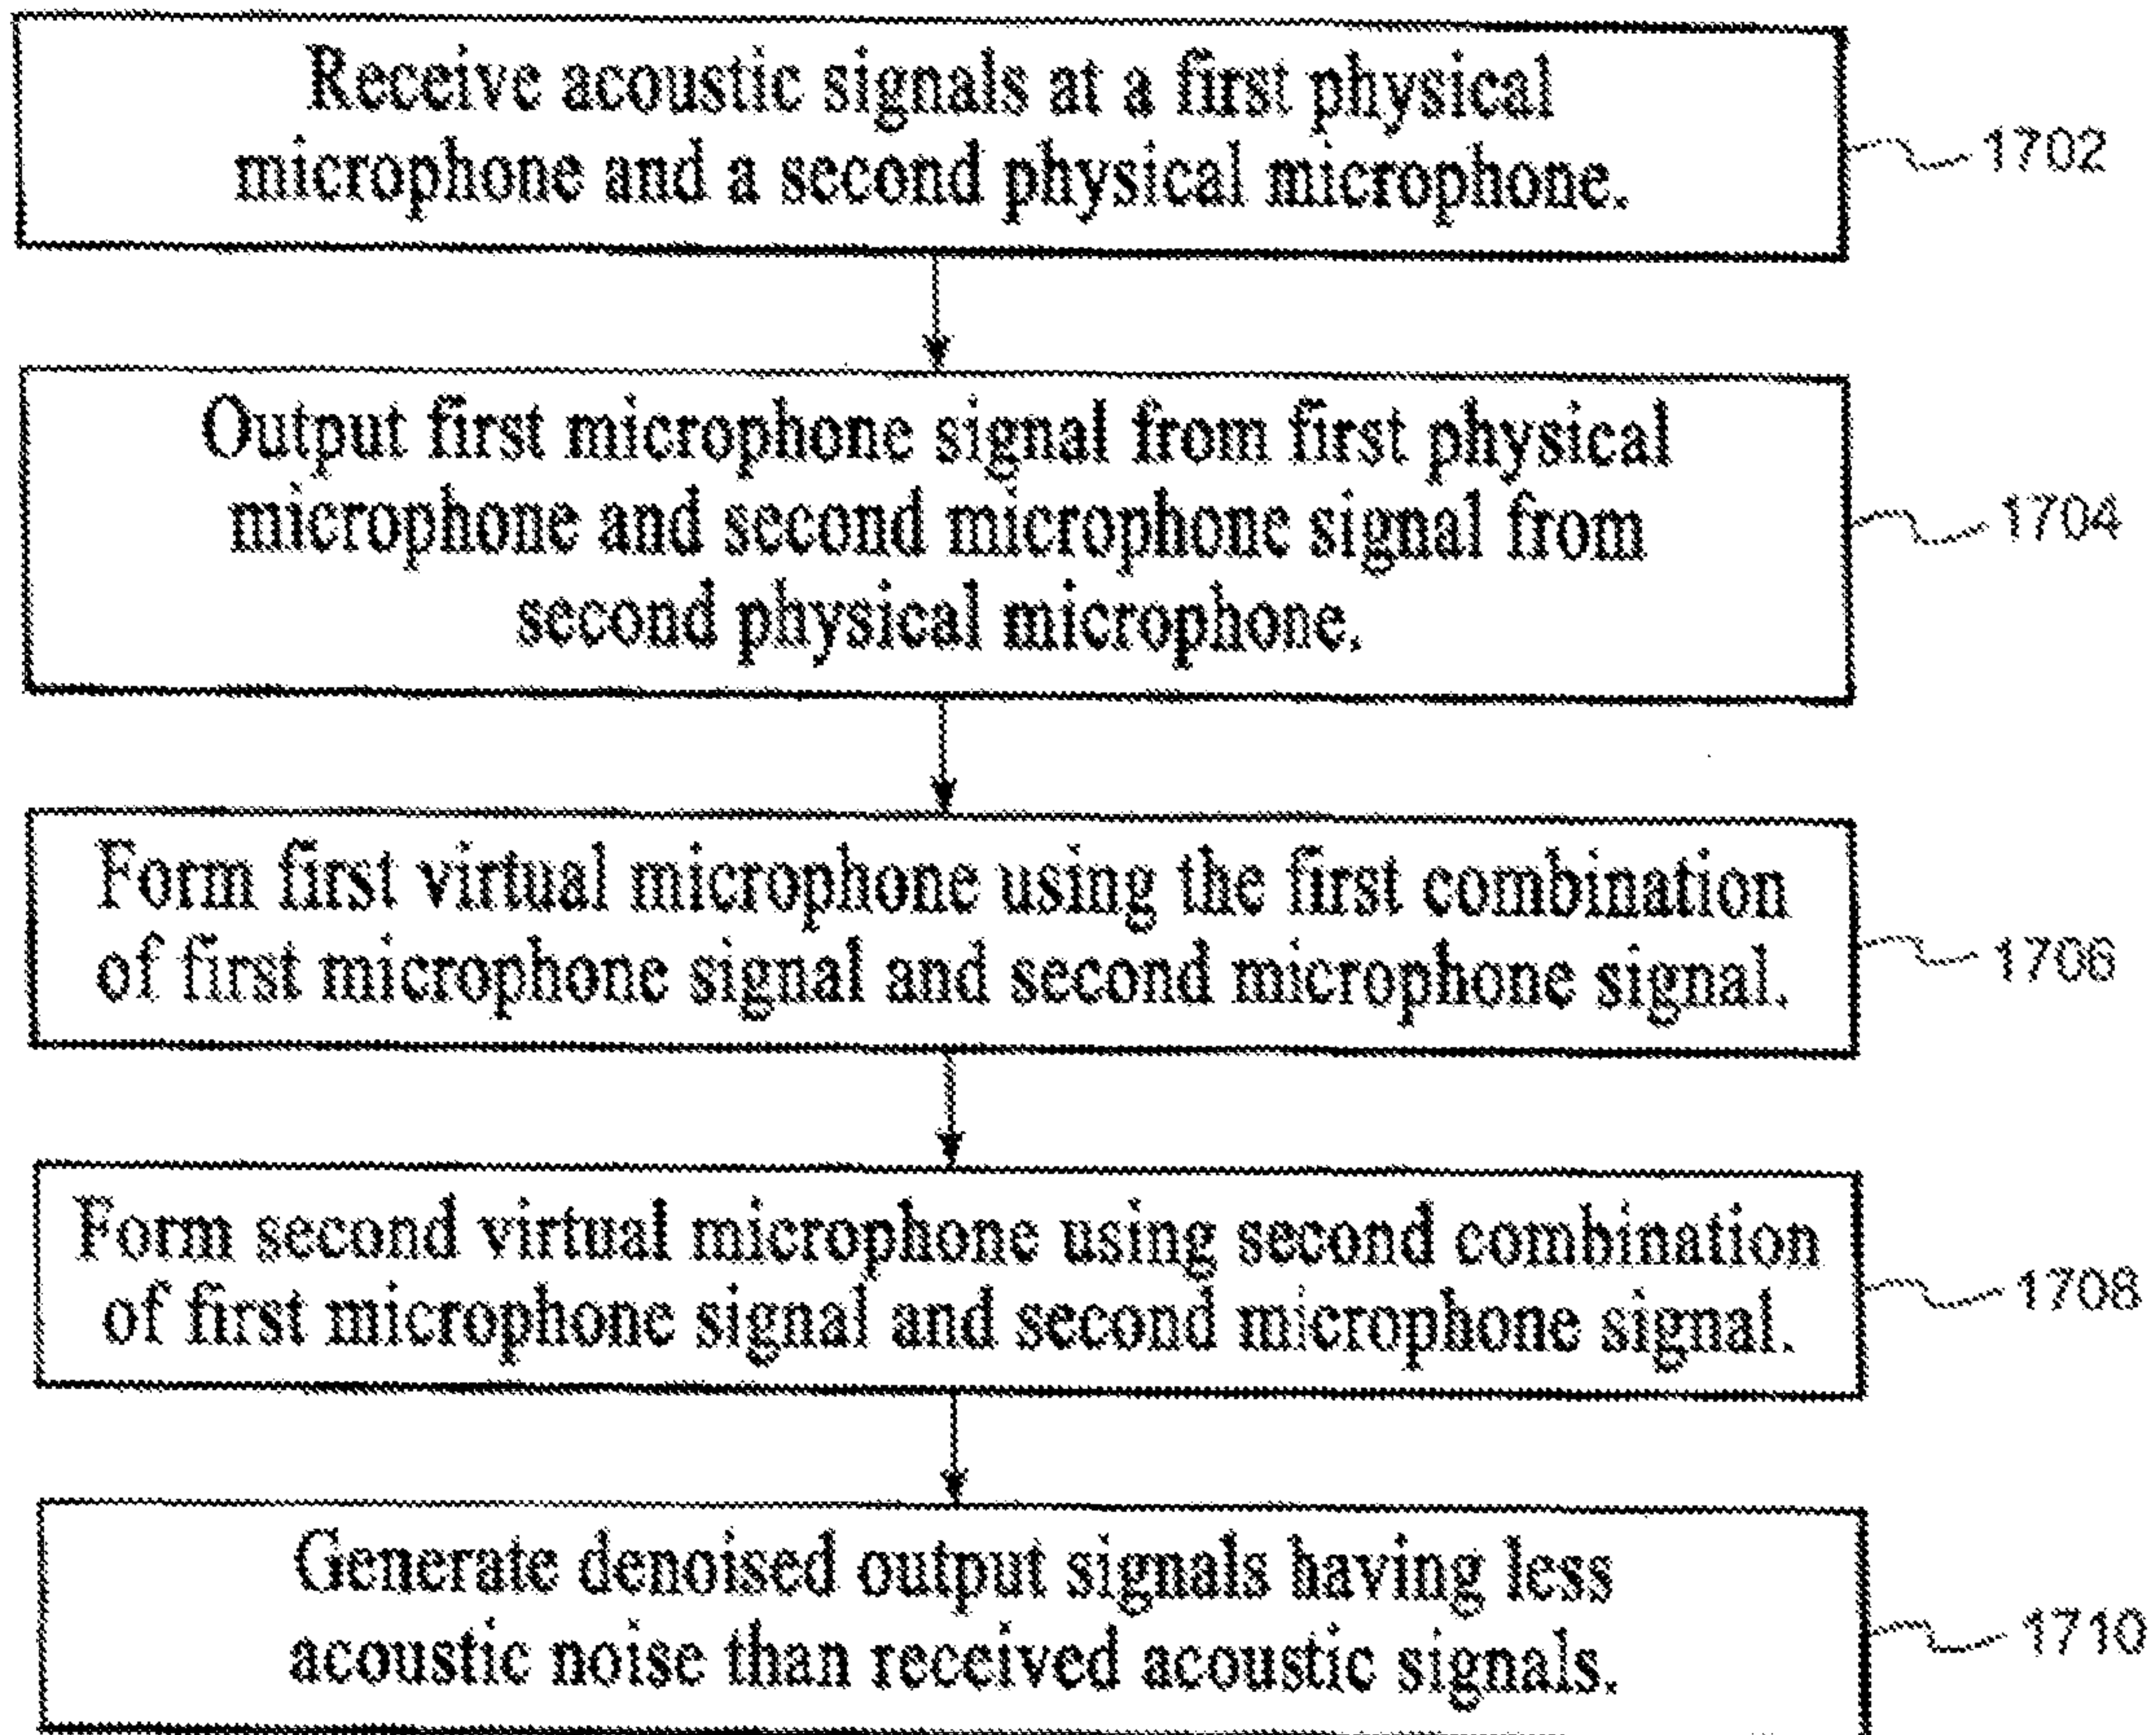 Receive acoustic signals at a first physical
microphone and a second physical microphone.
1702
Output first microphone signal from first physical
microphone and second microphone signal from
second physical microphone.
1704
Form first virtual microphone using the first combination
of first microphone signal and second microphone signal.
1706
Form second virtual microphone using second combination
of first microphone signal and second microphone signal.
1708
Generate denoised output signals having less
acoustic noise than received acoustic signals.
1710